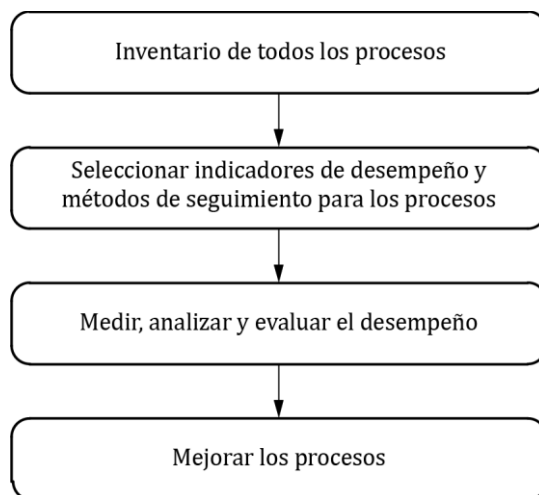 Inventario de todos los procesos
Seleccionar indicadores de desempeño y
métodos de seguimiento para los procesos
Medir, analizar y evaluar el desempeño
Mejorar los procesos